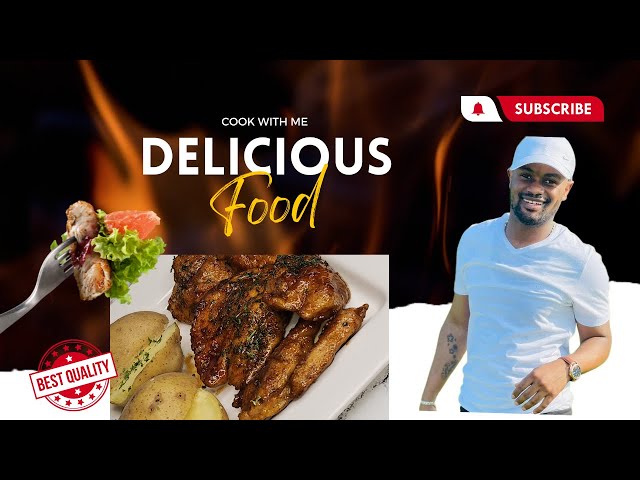 COOK WITH ME
SUBSCRIBE
DELICIOUS
Food
BEST QUALITY